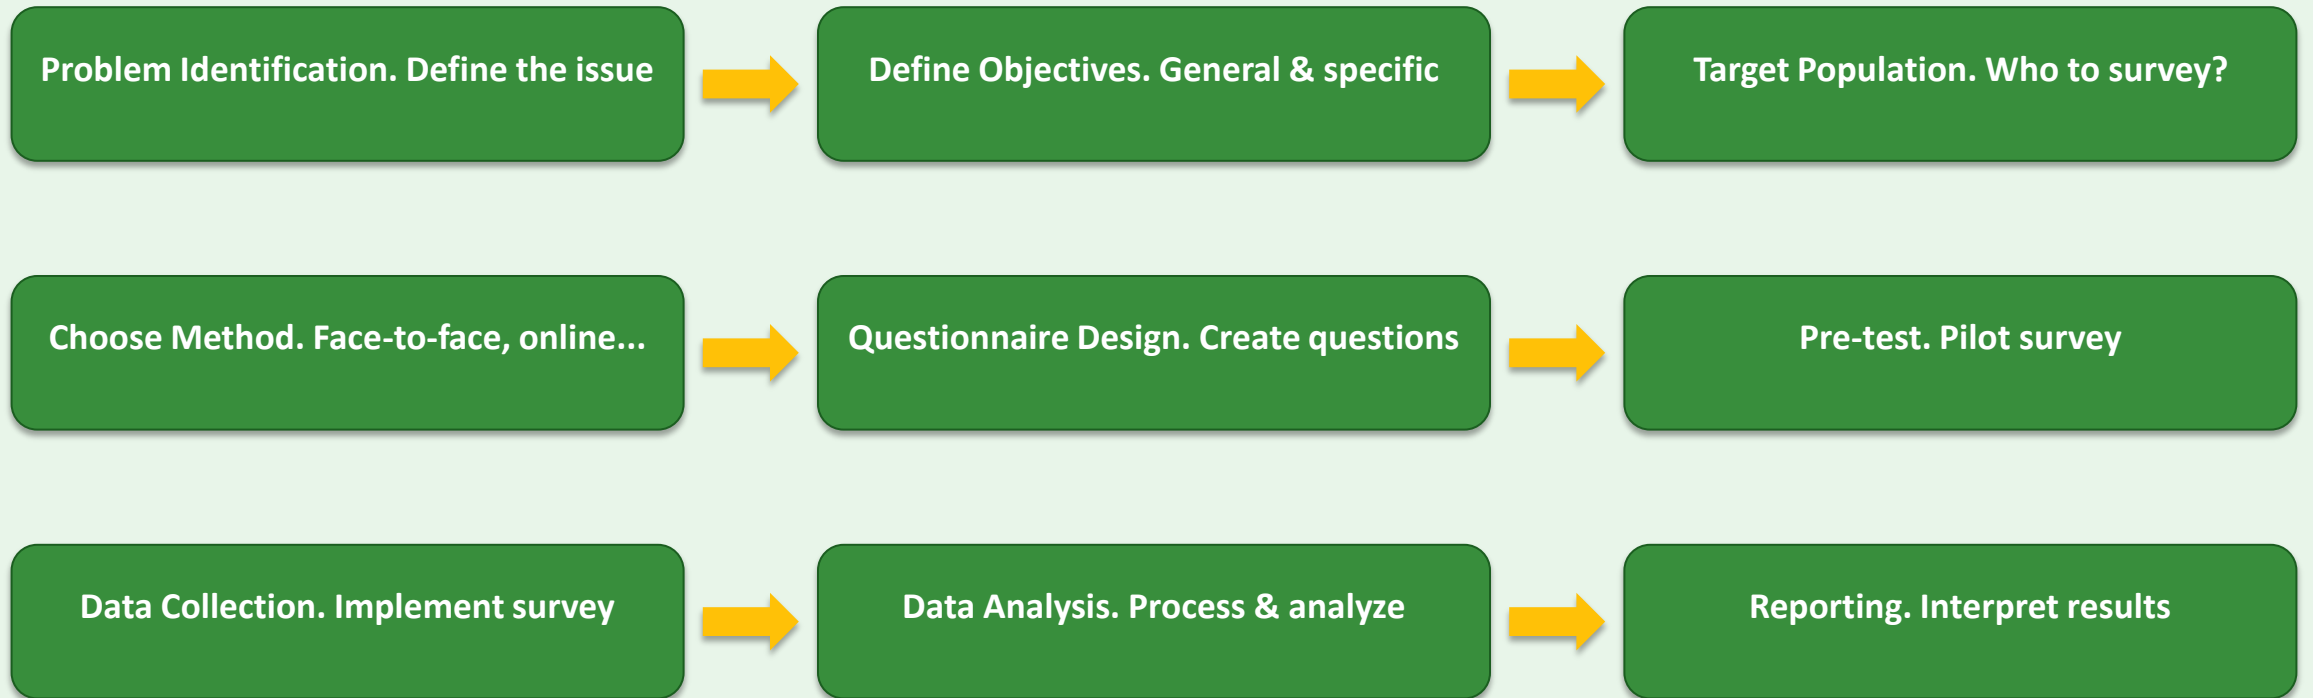 Problem Identification. Define the issue
Define Objectives. General & specific
Target Population. Who to survey?
Choose Method. Face-to-face, online...
Questionnaire Design. Create questions
Pre-test. Pilot survey
Data Collection. Implement survey
Data Analysis. Process & analyze
Reporting. Interpret results